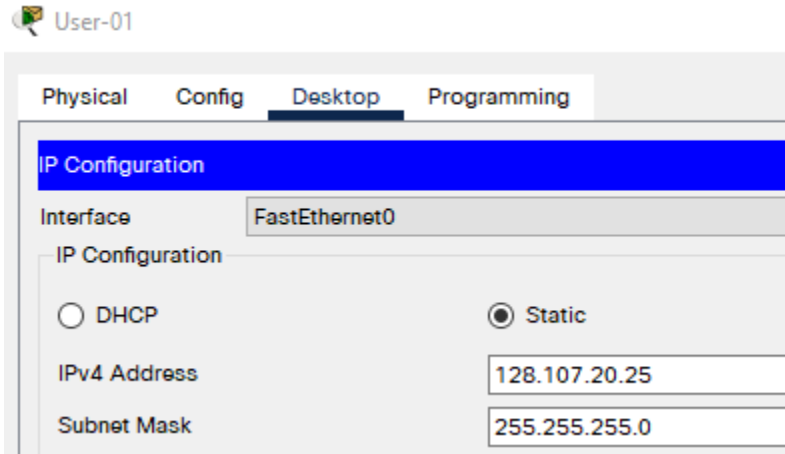 User-01
Physical Config Desktop Programming
IP Configuration
Interface FastEthernet0
IP Configuration
DHCP Static
IPv4 Address 128.107.20.25
Subnet Mask 255.255.255.0